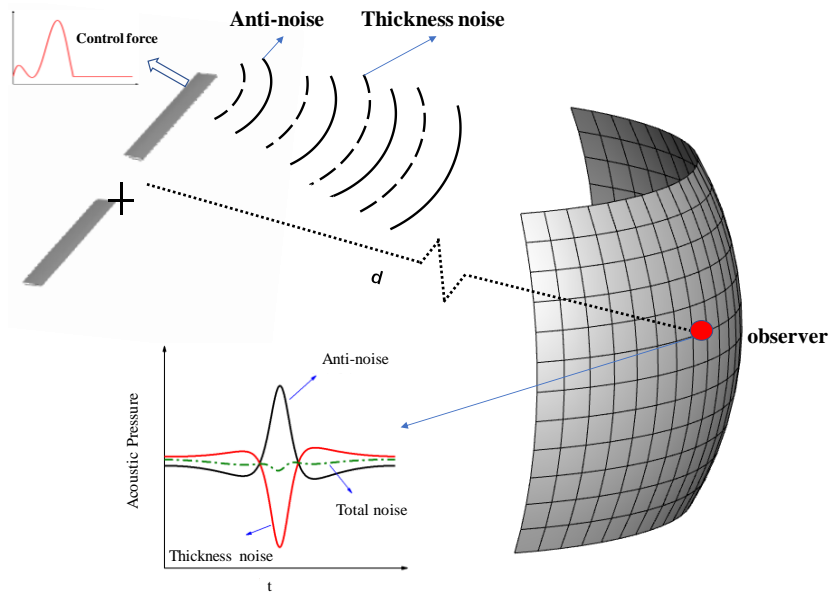 Anti-noise
Thickness noise
Control force
d
observer
Anti-noise
Acoustic Pressure
Total noise
Thickness noise
t